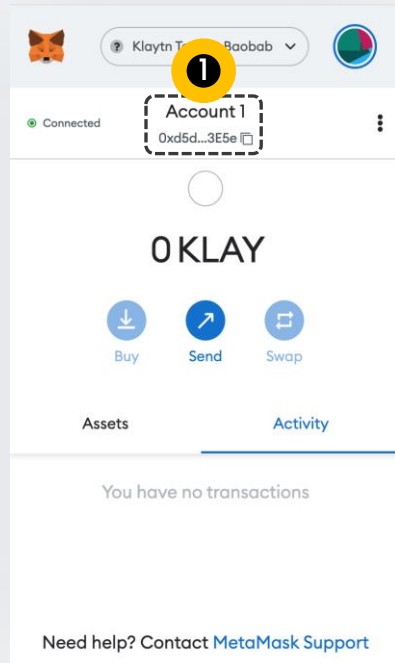 Klaytn T Baobab
1
Connected
Account 1
0xd5d...3E5e
0 KLAY
Buy
Send
Swap
Assets
Activity
You have no transactions
Need help? Contact MetaMask Support